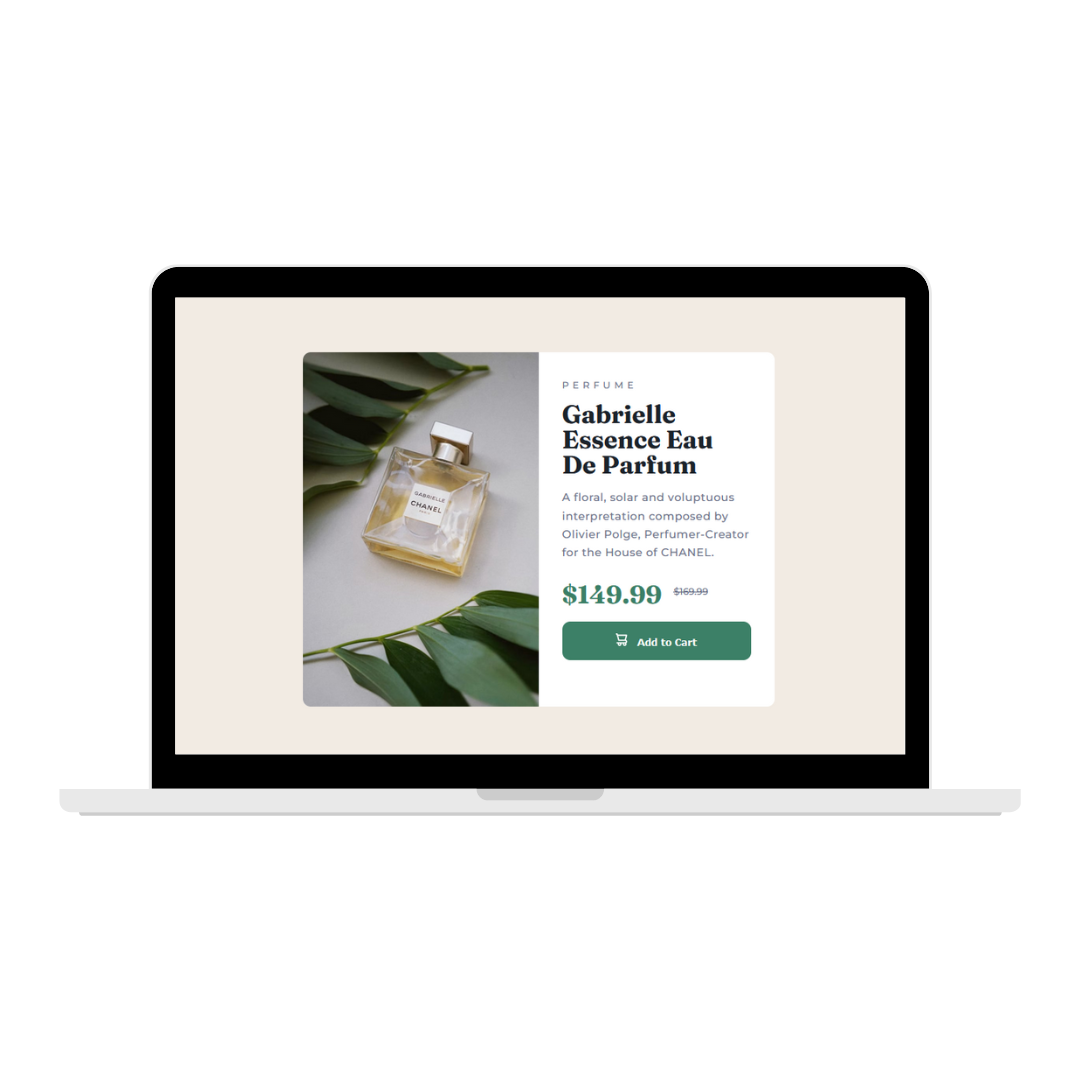 GABRIELLE
CHANEL
PARIS
PERFUME
Gabrielle
Essence Eau
De Parfum
A floral, solar and voluptuous
interpretation composed by
Olivier Polge, Perfumer-Creator
for the House of CHANEL.
$149.99 $169.99
Add to Cart